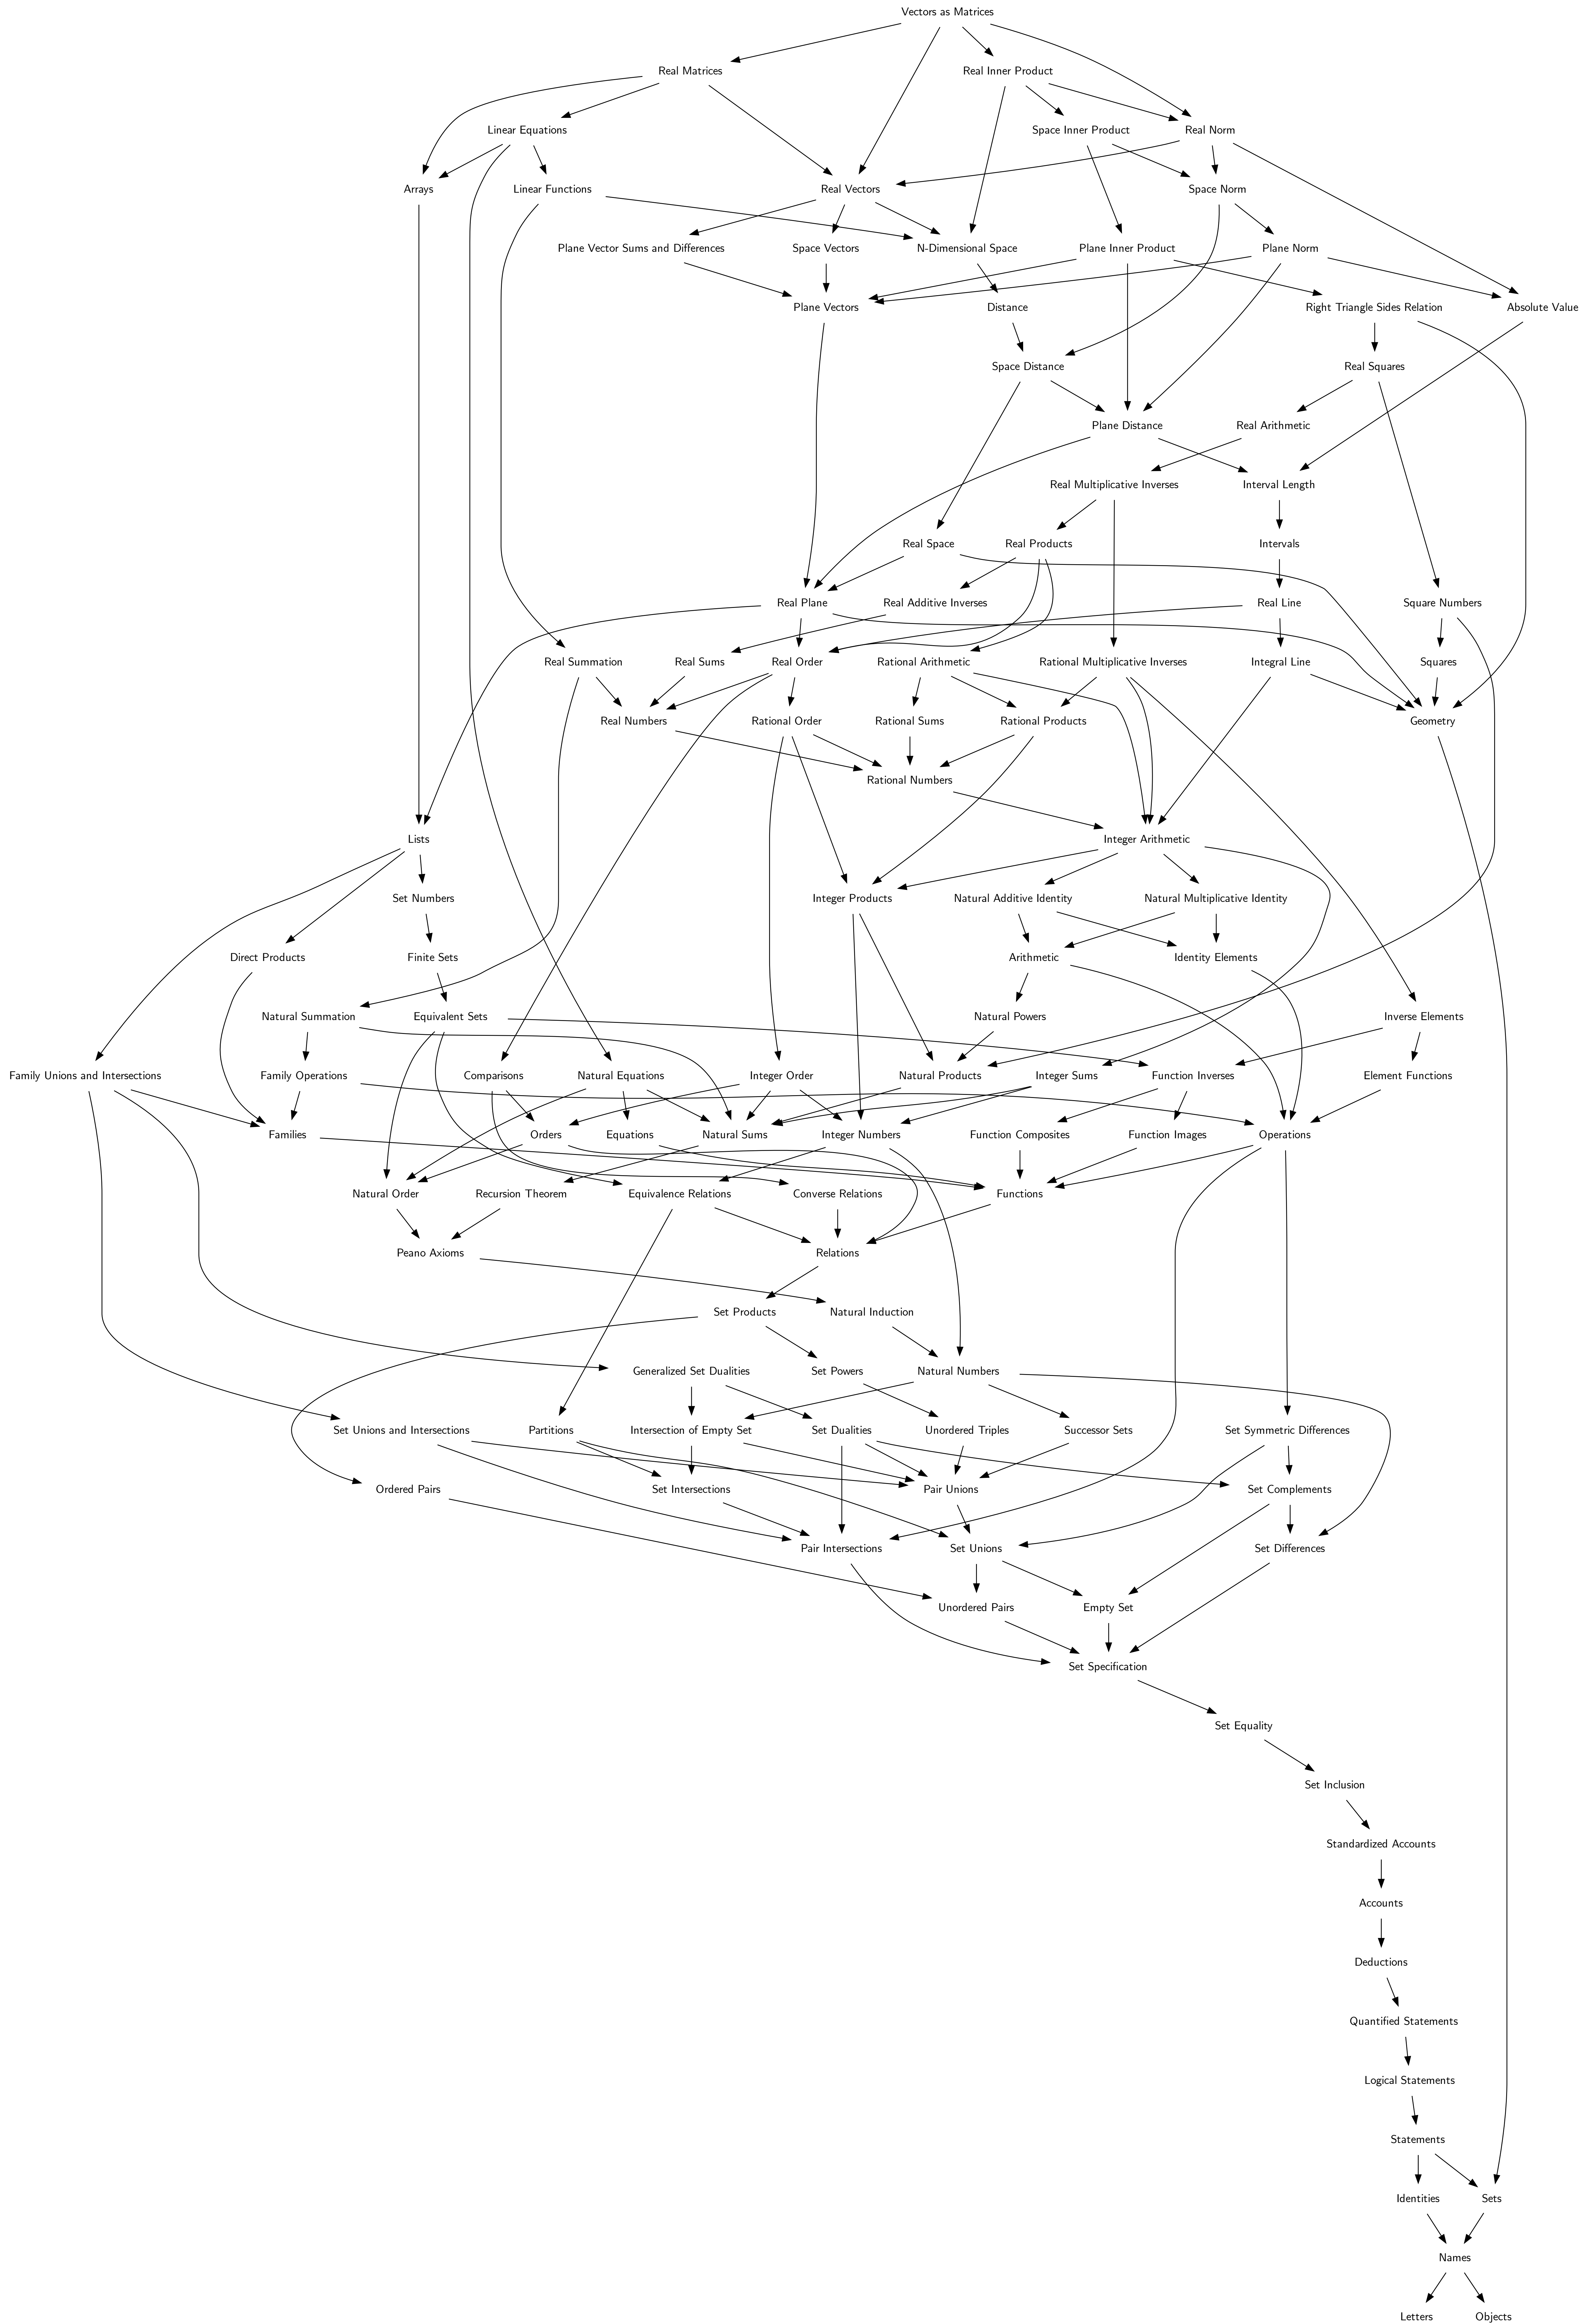 Vectors as Matrices
Real Matrices
Real Inner Product
Linear Equations
Space Inner Product
Real Norm
Arrays
Linear Functions
Real Vectors
Space Norm
Plane Vector Sums and Differences
Space Vectors
N-Dimensional Space
Plane Inner Product
Plane Norm
Plane Vectors
Distance
Right Triangle Sides Relation
Absolute Value
Space Distance
Real Squares
Plane Distance
Real Arithmetic
Real Multiplicative Inverses
Interval Length
Real Space
Real Products
Intervals
Real Plane
Real Additive Inverses
Real Line
Square Numbers
Real Summation
Real Sums
Real Order
Rational Arithmetic
Rational Multiplicative Inverses
Integral Line
Squares
Real Numbers
Rational Order
Rational Sums
Rational Products
Geometry
Rational Numbers
Lists
Integer Arithmetic
Set Numbers
Integer Products
Natural Additive Identity
Natural Multiplicative Identity
Direct Products
Finite Sets
Arithmetic
Identity Elements
Natural Summation
Equivalent Sets
Natural Powers
Inverse Elements
Family Unions and Intersections
Family Operations
Comparisons
Natural Equations
Integer Order
Natural Products
Integer Sums
Function Inverses
Element Functions
Families
Orders
Equations
Natural Sums
Integer Numbers
Function Composites
Function Images
Operations
Natural Order
Recursion Theorem
Equivalence Relations
Converse Relations
Functions
Peano Axioms
Relations
Set Products
Natural Induction
Generalized Set Dualities
Set Powers
Natural Numbers
Set Unions and Intersections
Partitions
Intersection of Empty Set
Set Dualities
Unordered Triples
Successor Sets
Set Symmetric Differences
Ordered Pairs
Set Intersections
Pair Unions
Set Complements
Pair Intersections
Set Unions
Set Differences
Unordered Pairs
Empty Set
Set Specification
Set Equality
Set Inclusion
Standardized Accounts
Accounts
Deductions
Quantified Statements
Logical Statements
Statements
Identities
Sets
Names
Letters
Objects